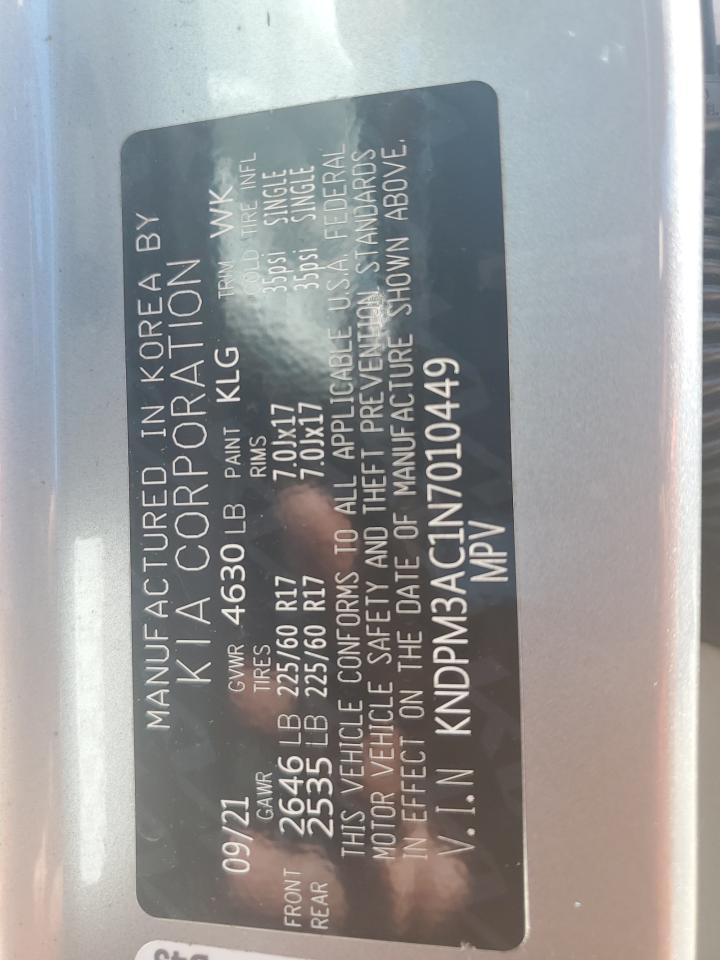 MANUFACTURED IN KOREA BY
KIA CORPORATION
09/21 GVWR 4630 LB PAINT KLG TRIM WK
GAWR TIRES RIMS COLD TIRE INFL
FRONT 2646 LB 225/60 R17 7.0Jx17 35psi SINGLE
REAR 2535 LB 225/60 R17 7.0Jx17 35psi SINGLE
THIS VEHICLE CONFORMS TO ALL APPLICABLE U.S.A. FEDERAL
MOTOR VEHICLE SAFETY AND THEFT PREVENTION STANDARDS
IN EFFECT ON THE DATE OF MANUFACTURE SHOWN ABOVE.
V.I.N KNDPM3AC1N7010449
MPV